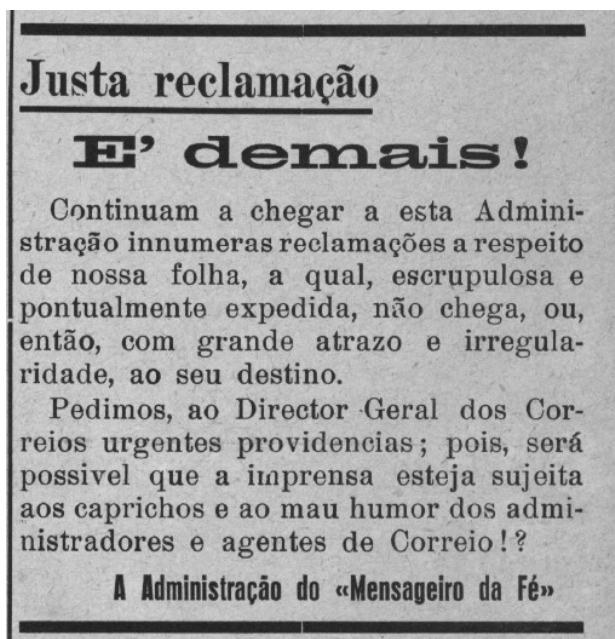 Justa reclamação
E' demais!
Continuam a chegar a esta Admini-
stração innumeras reclamações a respeito
de nossa folha, a qual, escrupulosa e
pontualmente expedida, não chega, ou,
então, com grande atrazo e irregula-
ridade, ao seu destino.
Pedimos, ao Director Geral dos Cor-
reios urgentes providencias; pois, será
possivel que a imprensa esteja sujeita
aos caprichos e ao mau humor dos admi-
nistradores e agentes de Correio!?
A Administração do «Mensageiro da Fé»